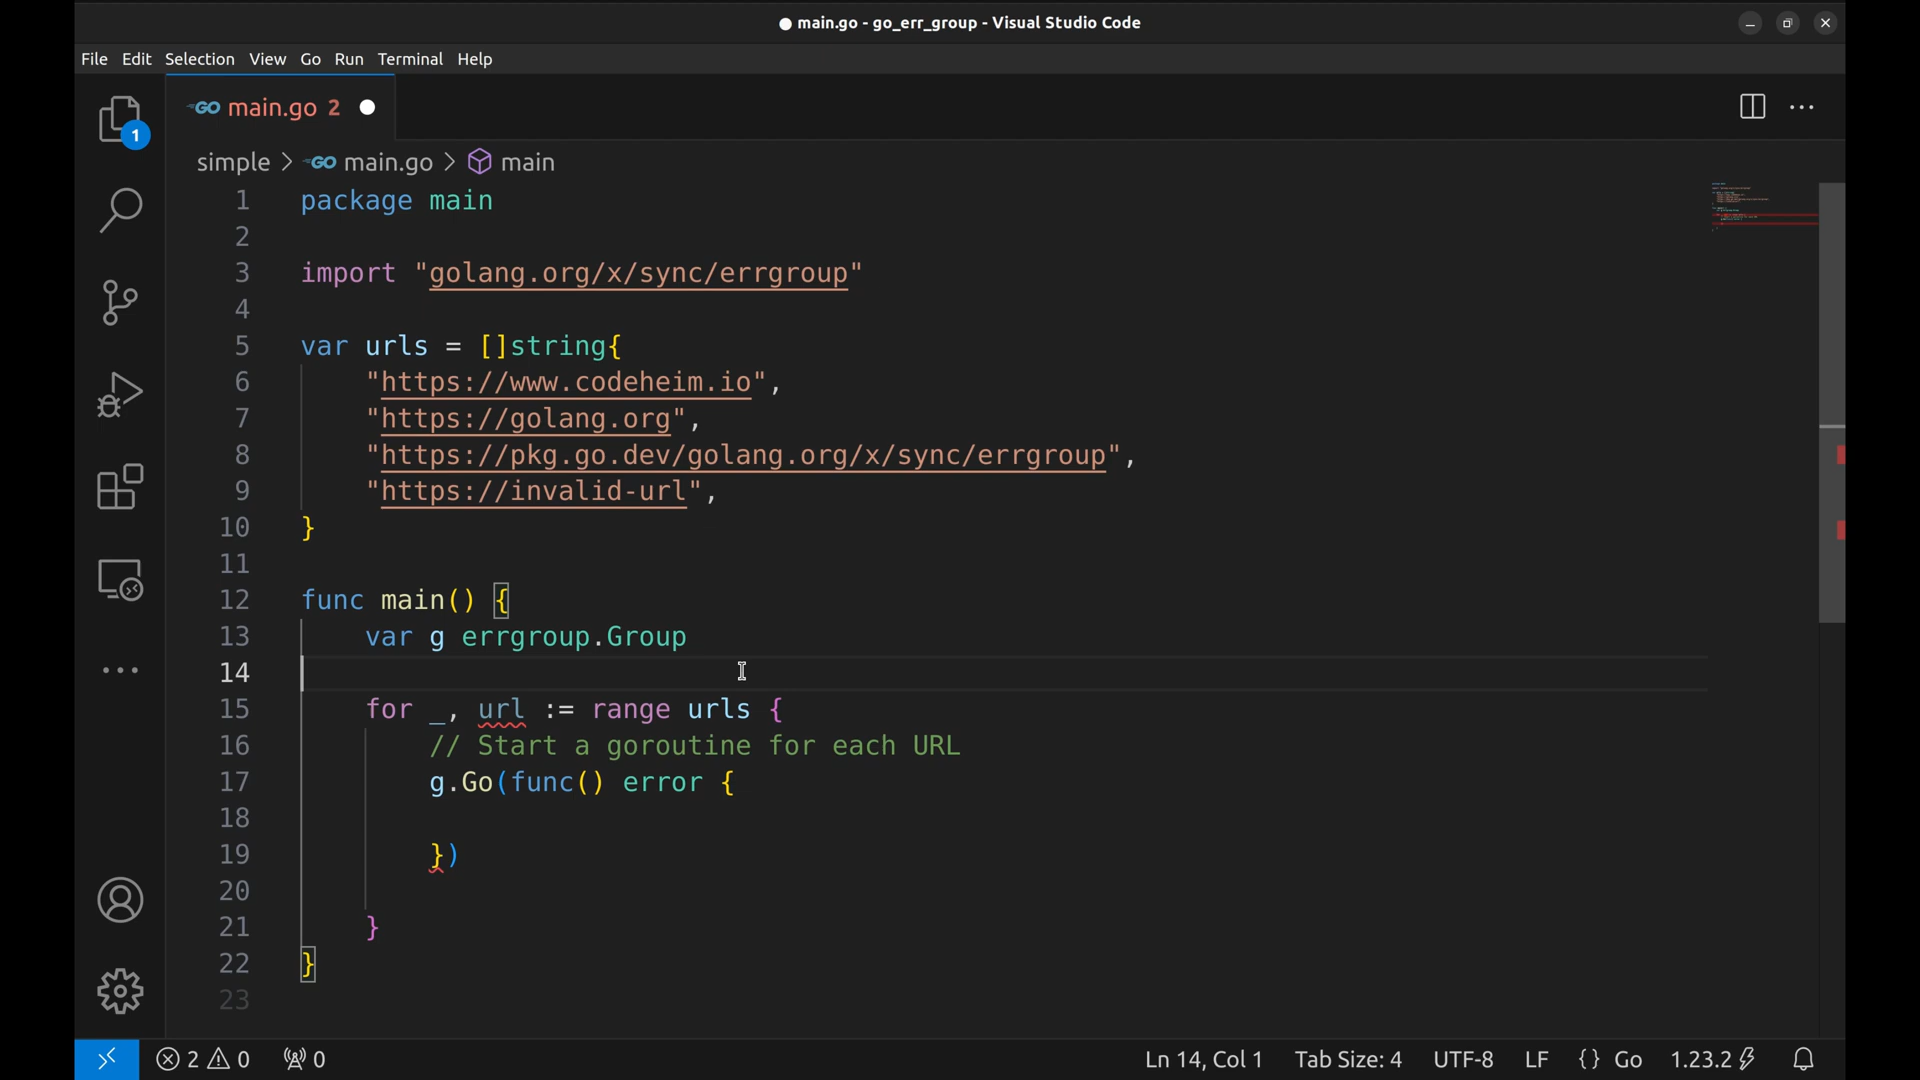 ● main.go - go_err_group - Visual Studio Code
File Edit Selection View Go Run Terminal Help
GO main.go 2 ●
1
simple > GO main.go > main
1 package main
2
3 import "golang.org/x/sync/errgroup"
4
5 var urls = []string{
6 "https://www.codeheim.io",
7 "https://golang.org",
8 "https://pkg.go.dev/golang.org/x/sync/errgroup",
9 "https://invalid-url",
10 }
11
12 func main() {
13 var g errgroup.Group
14
15 for _, url := range urls {
16 // Start a goroutine for each URL
17 g.Go(func() error {
18
19 })
20
21 }
22 }
23
2 0 0 Ln 14, Col 1 Tab Size: 4 UTF-8 LF {} Go 1.23.2